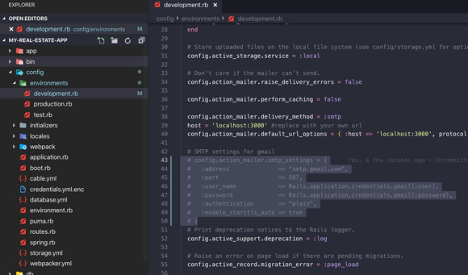 EXPLORER
OPEN EDITORS
development.rb config/environments M
MY-REAL-ESTATE-APP
app
bin
config
environments
development.rb M
production.rb
test.rb
initializers
locales
webpack
application.rb
boot.rb
cable.yml
credentials.yml.enc
database.yml
environment.rb
puma.rb
routes.rb
spring.rb
storage.yml
webpacker.yml
development.rb
config › environments › development.rb
28 end
30 # Store uploaded files on the local file system (see config/storage.yml for optio
31 config.active_storage.service = :local
33 # Don't care if the mailer can't send.
34 config.action_mailer.raise_delivery_errors = false
36 config.action_mailer.perform_caching = false
38 config.action_mailer.delivery_method = :smtp
39 host = 'localhost:3000' #replace with your own url
40 config.action_mailer.default_url_options = { :host => 'localhost:3000', protocol
42 # SMTP settings for gmail
43 # config.action_mailer.smtp_settings = { You, a few seconds ago • Uncommitt
44 # :address => "smtp.gmail.com",
45 # :port => 587,
46 # :user_name => Rails.application.credentials.gmail[:user],
47 # :password => Rails.application.credentials.gmail[:password],
48 # :authentication => "plain",
49 # :enable_starttls_auto => true
50 # }
51 # Print deprecation notices to the Rails logger.
52 config.active_support.deprecation = :log
54 # Raise an error on page load if there are pending migrations.
55 config.active_record.migration_error = :page_load